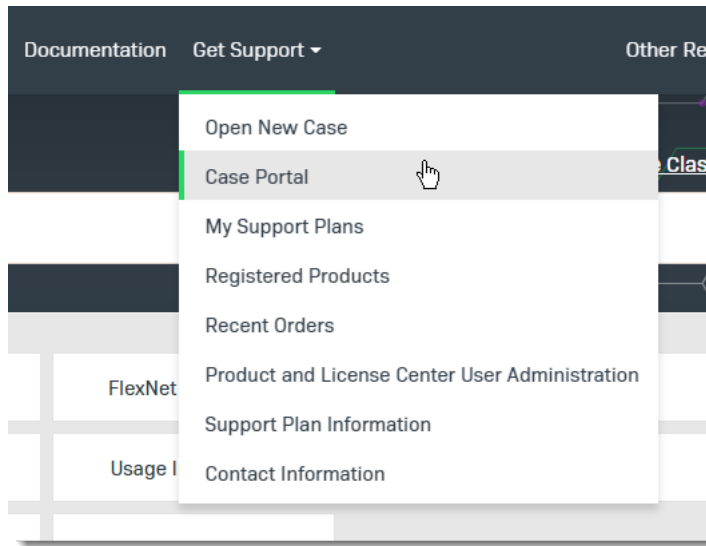 Documentation Get Support Other Re
Open New Case
Clas
Case Portal
My Support Plans
Registered Products
Recent Orders
Product and License Center User Administration
FlexNet
Support Plan Information
Usage I
Contact Information